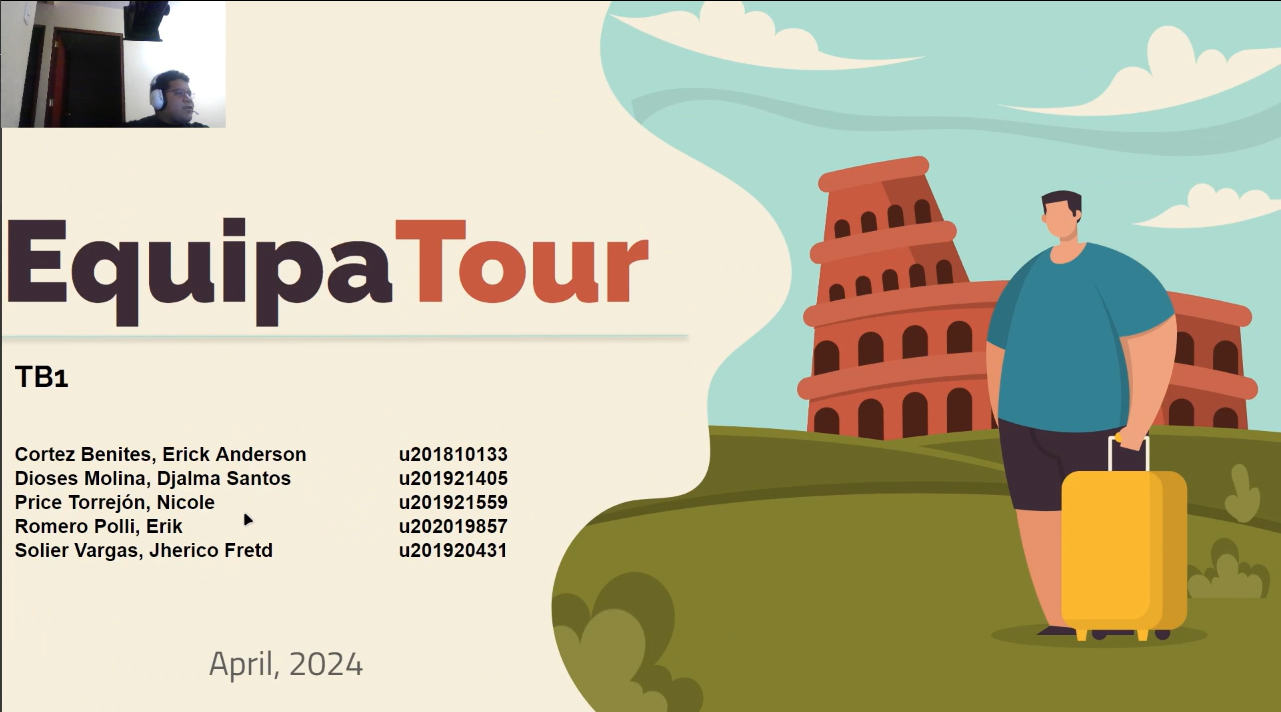 EquipaTour
TB1
Cortez Benites, Erick Anderson u201810133
Dioses Molina, Djalma Santos u201921405
Price Torrejón, Nicole u201921559
Romero Polli, Erik u202019857
Solier Vargas, Jherico Fretd u201920431
April, 2024